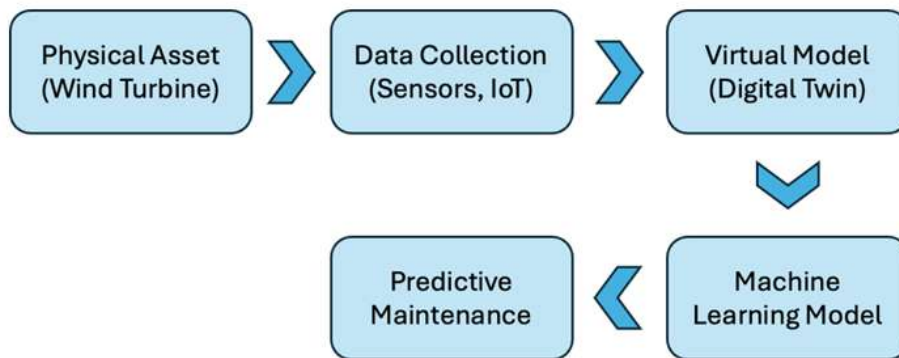 Physical Asset
(Wind Turbine)
Data Collection
(Sensors, IoT)
Virtual Model
(Digital Twin)
Machine
Learning Model
Predictive
Maintenance